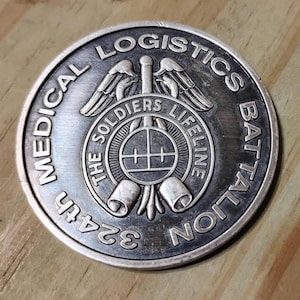 324th MEDICAL LOGISTICS BATTALION
THE SOLDIERS LIFELINE